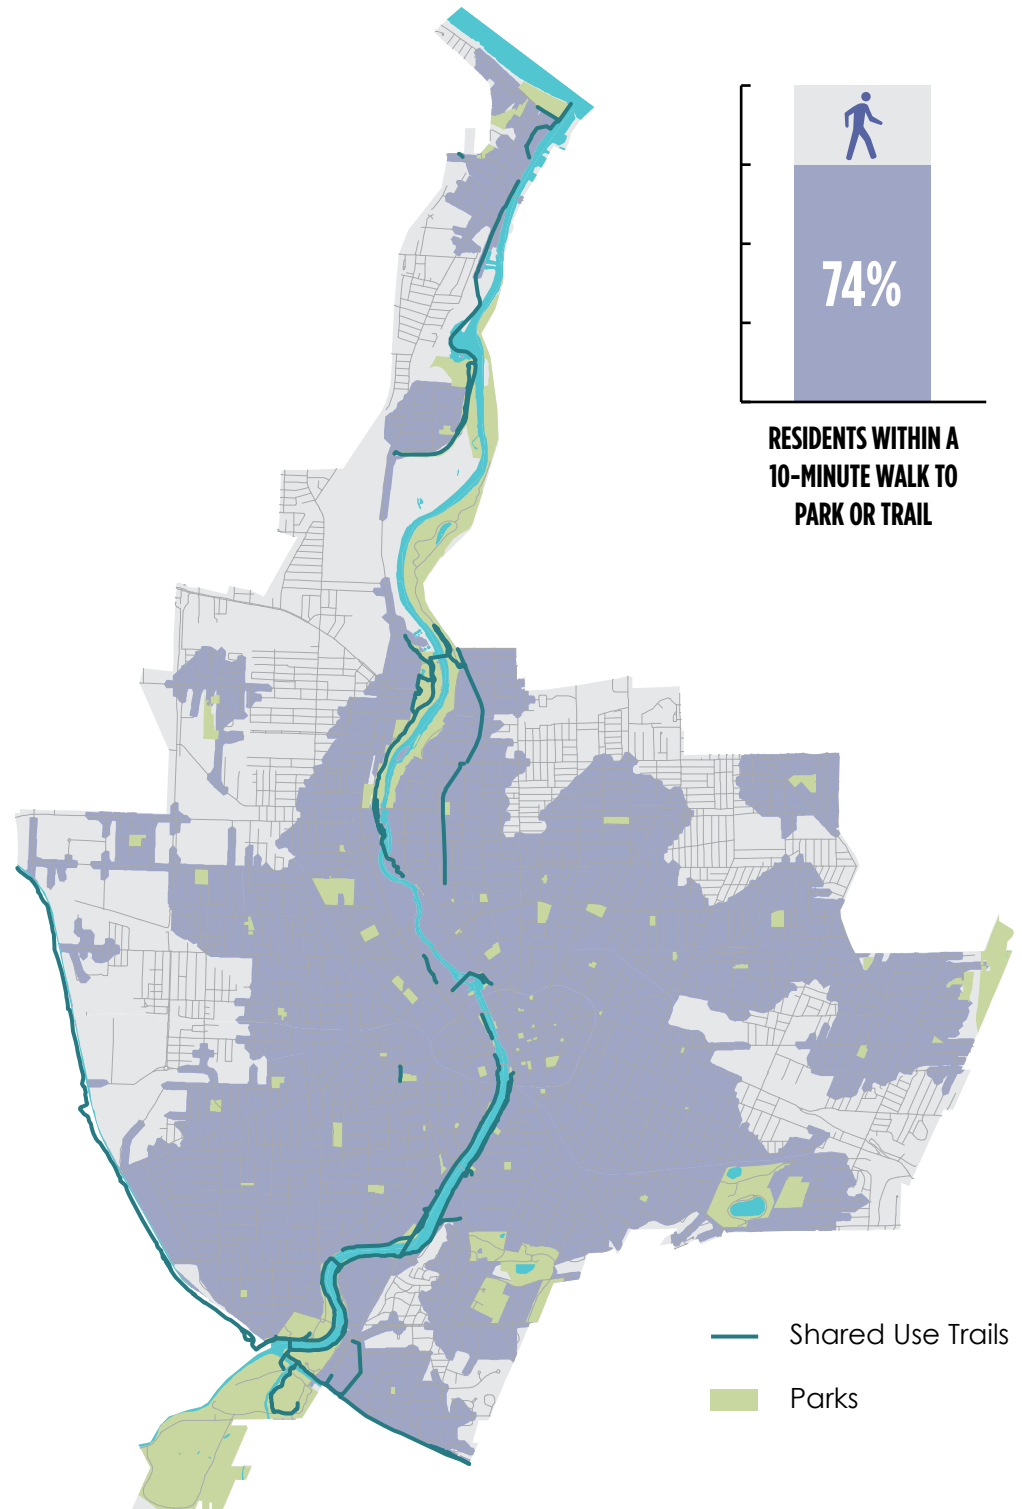 74%
RESIDENTS WITHIN A
10-MINUTE WALK TO
PARK OR TRAIL
Shared Use Trails
Parks